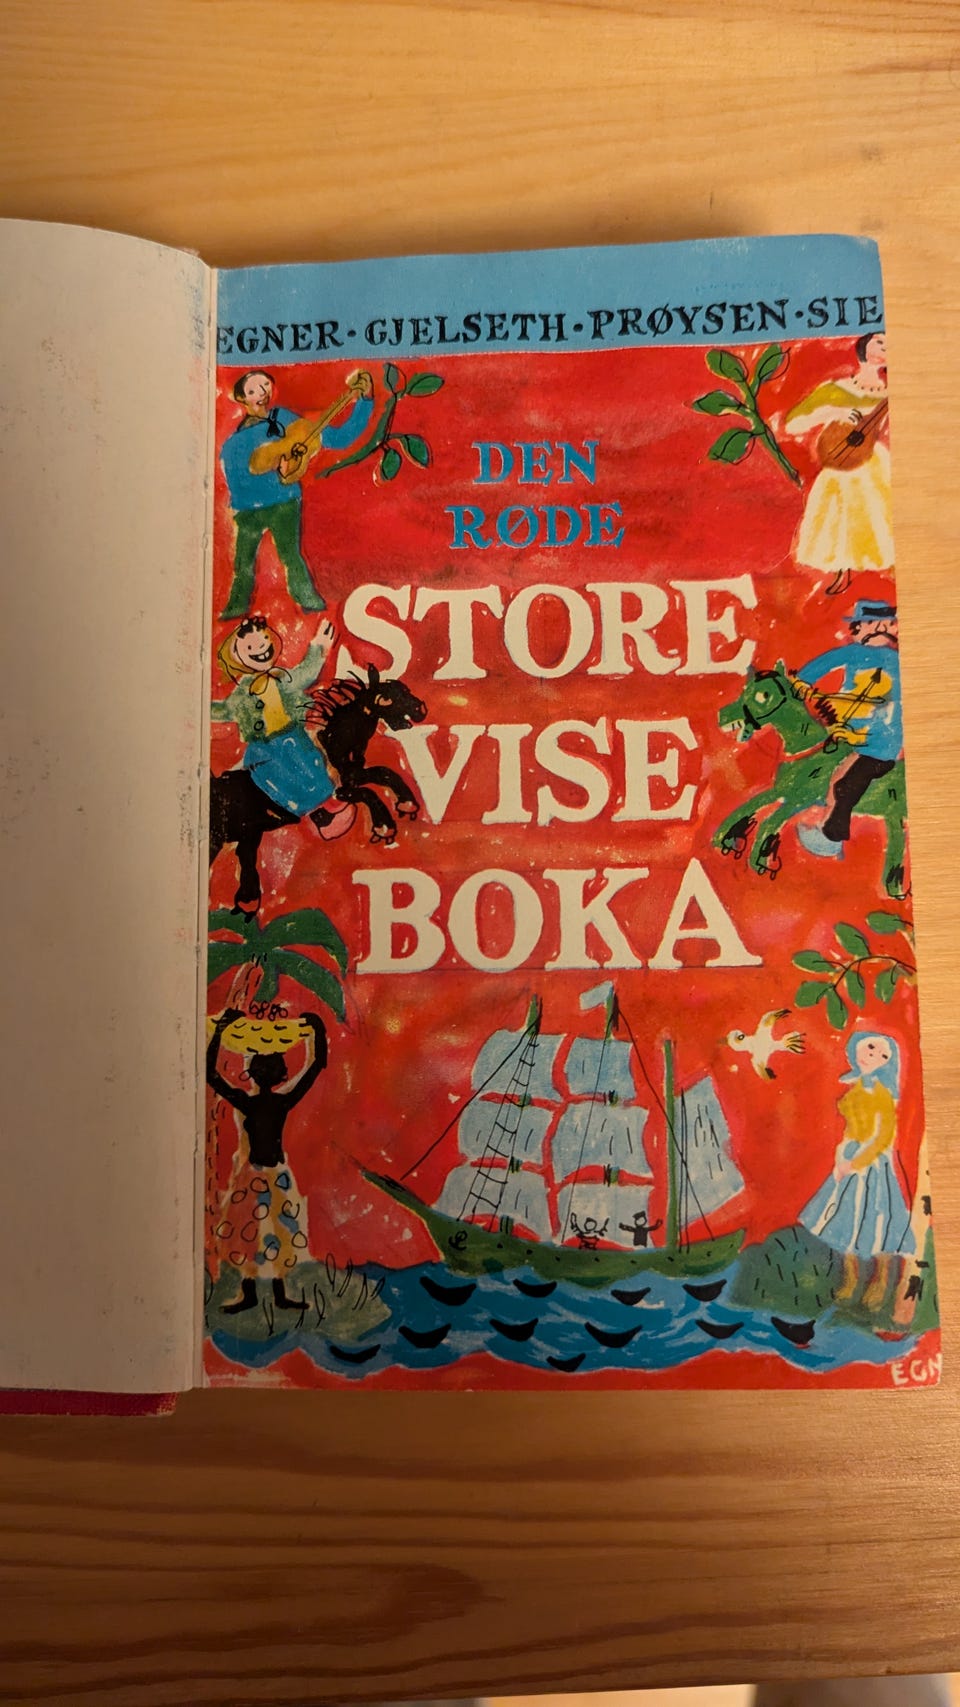 EGNER · GJELSETH · PRØYSEN · SIE
DEN
RØDE
STORE
VISE
BOKA
EGN